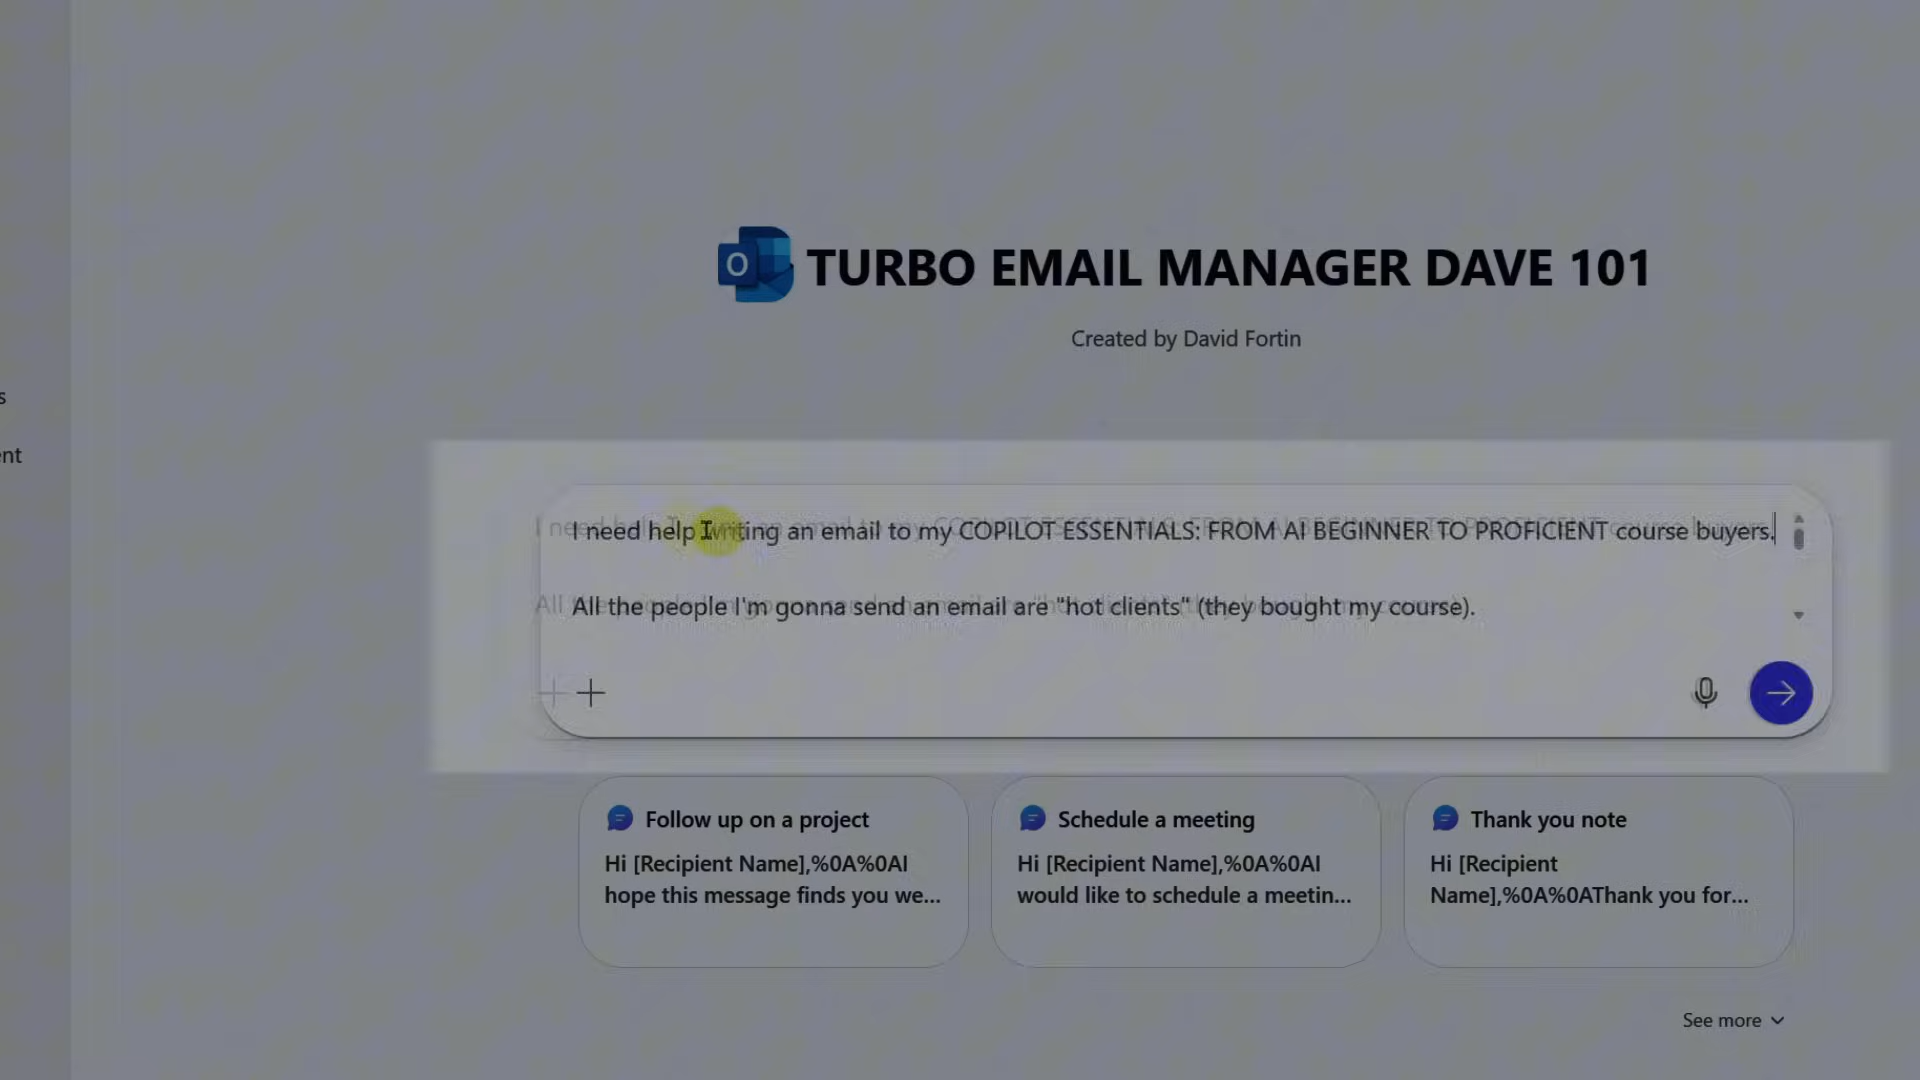 TURBO EMAIL MANAGER DAVE 101
Created by David Fortin
s
ent
I need help writing an email to my COPILOT ESSENTIALS: FROM AI BEGINNER TO PROFICIENT course buyers.
All the people I'm gonna send an email are "hot clients" (they bought my course).
Follow up on a project
Hi [Recipient Name],%0A%0AI
hope this message finds you we...
Schedule a meeting
Hi [Recipient Name],%0A%0AI
would like to schedule a meetin...
Thank you note
Hi [Recipient
Name],%0A%0AThank you for...
See more